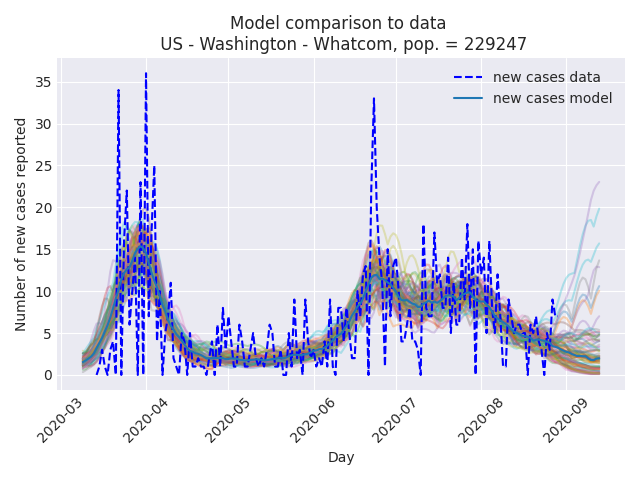 Model comparison to data
US - Washington - Whatcom, pop. = 229247
new cases data
new cases model
Number of new cases reported
35
30
25
20
15
10
5
0
2020-03
2020-04
2020-05
2020-06
2020-07
2020-08
2020-09
Day